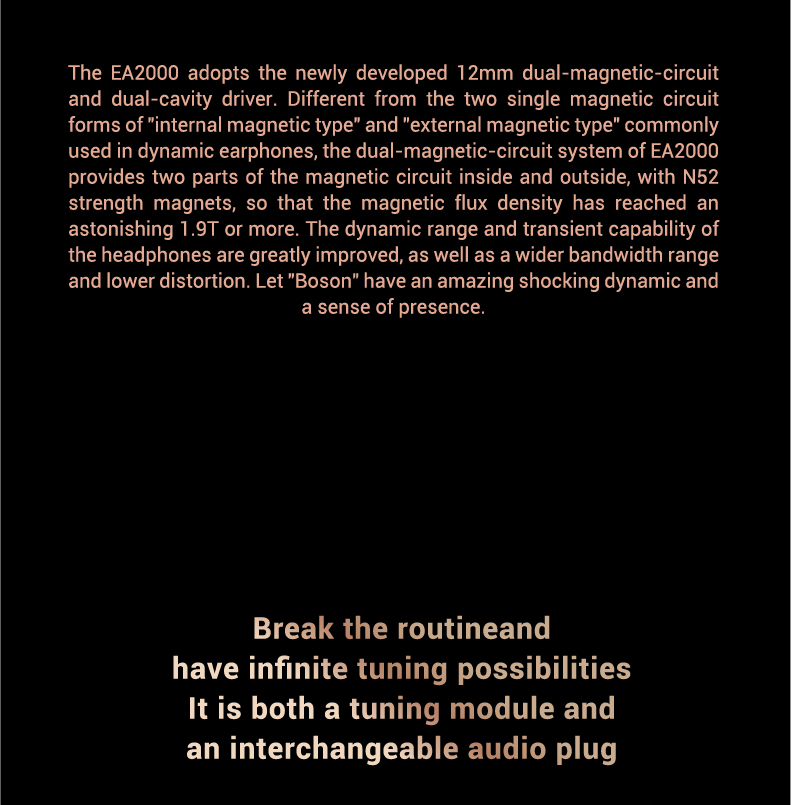 The EA2000 adopts the newly developed 12mm dual-magnetic-circuit
and dual-cavity driver. Different from the two single magnetic circuit
forms of "internal magnetic type" and "external magnetic type" commonly
used in dynamic earphones, the dual-magnetic-circuit system of EA2000
provides two parts of the magnetic circuit inside and outside, with N52
strength magnets, so that the magnetic flux density has reached an
astonishing 1.9T or more. The dynamic range and transient capability of
the headphones are greatly improved, as well as a wider bandwidth range
and lower distortion. Let "Boson" have an amazing shocking dynamic and
a sense of presence.
Break the routineand
have infinite tuning possibilities
It is both a tuning module and
an interchangeable audio plug